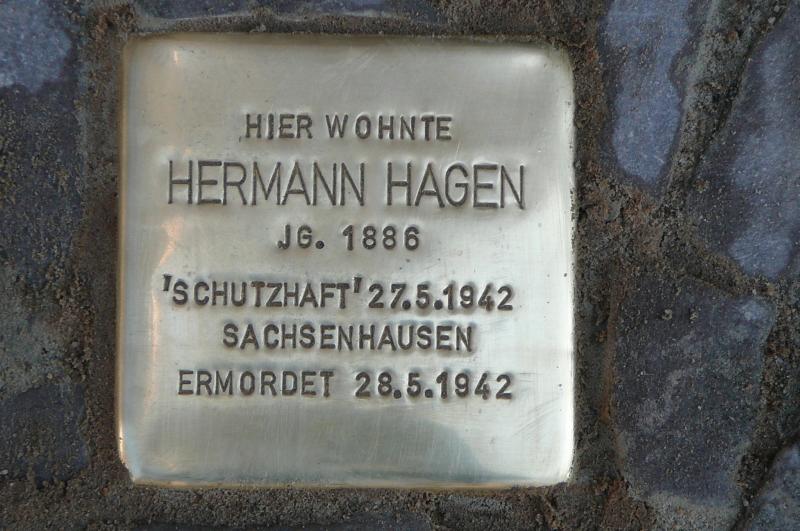 HIER WOHNTE
HERMANN HAGEN
JG. 1886
'SCHUTZHAFT' 27.5.1942
SACHSENHAUSEN
ERMORDET 28.5.1942